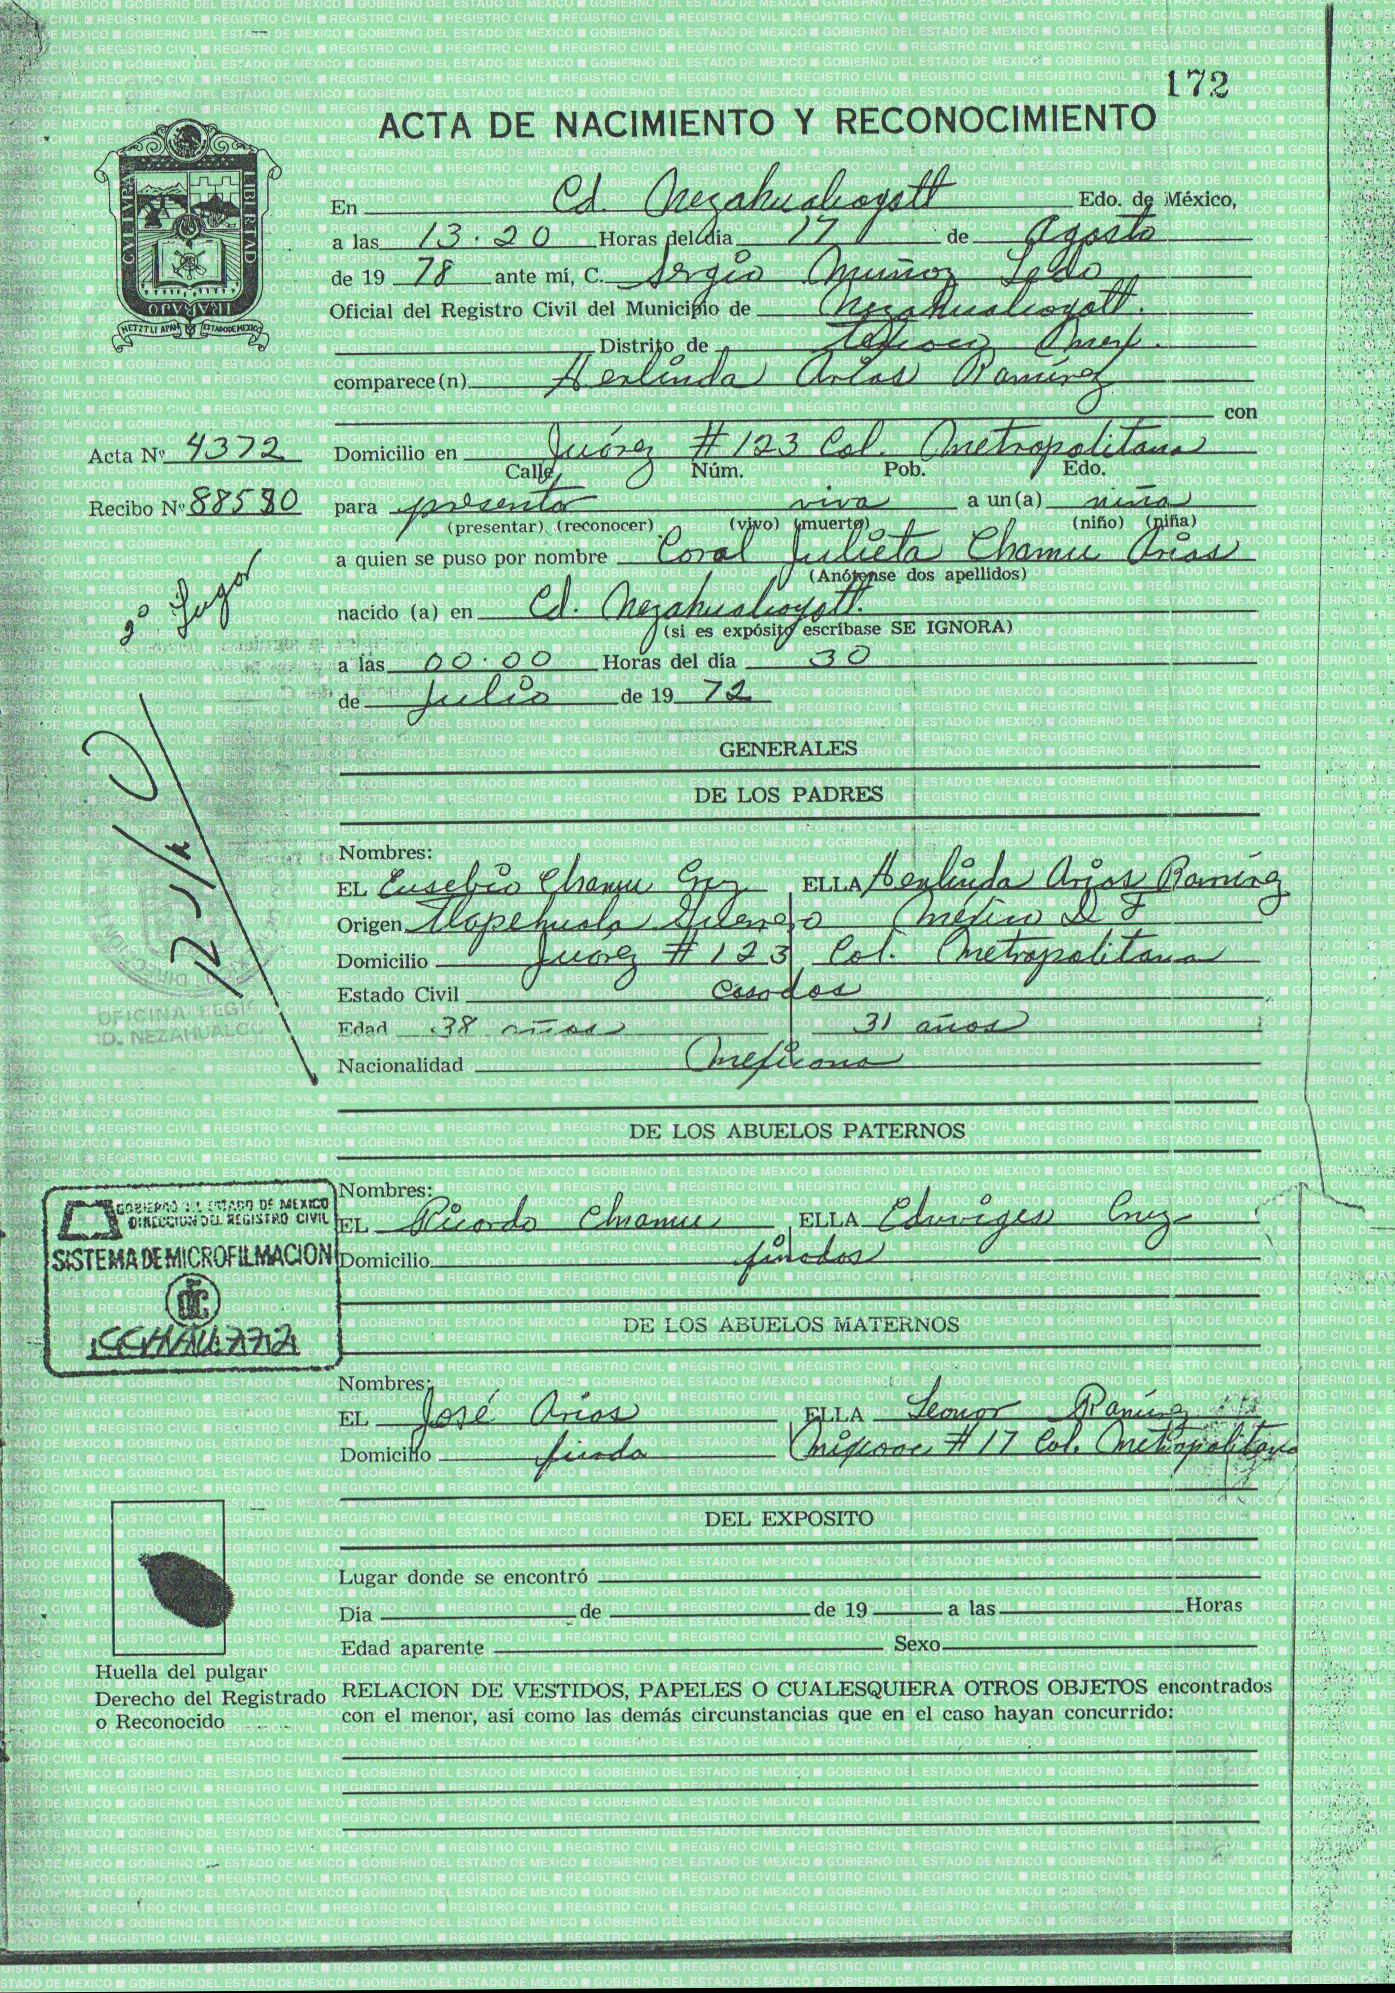 172
ACTA DE NACIMIENTO Y RECONOCIMIENTO
En Cd. Nezahualcoyotl Edo. de México,
a las 13.20 Horas del día 17 de Agosto
de 19 78 ante mí, C. Sergio Muñoz Ledo
Oficial del Registro Civil del Municipio de Nezahualcoyotl.
Distrito de Texcoco Mex.
comparece(n) Herlinda Arias Ramírez
con
Acta Nº 4372 Domicilio en Juárez # 123 Col. Metropolitana
Calle, Núm. Pob. Edo.
Recibo Nº 88580 para presentar viva a un(a) niña
(presentar) (reconocer) (vivo) (muerto) (niño) (niña)
a quien se puso por nombre Coral Julieta Chamu Arias
(Anótense dos apellidos)
2º Lugar
nacido (a) en Cd. Nezahualcoyotl.
(si es expósito escríbase SE IGNORA)
a las 00.00 Horas del día 30
de Julio de 19 72
GENERALES
DE LOS PADRES
Nombres:
EL Eusebio Chamu Cruz ELLA Herlinda Arias Ramírez
Origen Tlapehuala Guerrero México D F
Domicilio Juárez # 123 Col. Metropolitana
Estado Civil Casados
Edad 38 años 31 años
OFICINA
D. NEZAHUALCO
Nacionalidad Mexicana
DE LOS ABUELOS PATERNOS
Nombres:
EL Ricardo Chamu ELLA Eduviges Cruz
Domicilio finados
GOBIERNO DEL ESTADO DE MEXICO
DIRECCION DEL REGISTRO CIVIL
SISTEMA DE MICROFILMACION
DE LOS ABUELOS MATERNOS
Nombres:
EL José Arias ELLA Leonor Ramírez
Domicilio finado Mixcoac # 17 Col. Metropolitana
DEL EXPOSITO
Lugar donde se encontró
Dia de de 19 a las Horas
Edad aparente Sexo
Huella del pulgar
Derecho del Registrado
o Reconocido
RELACION DE VESTIDOS, PAPELES O CUALESQUIERA OTROS OBJETOS encontrados
con el menor, así como las demás circunstancias que en el caso hayan concurrido: